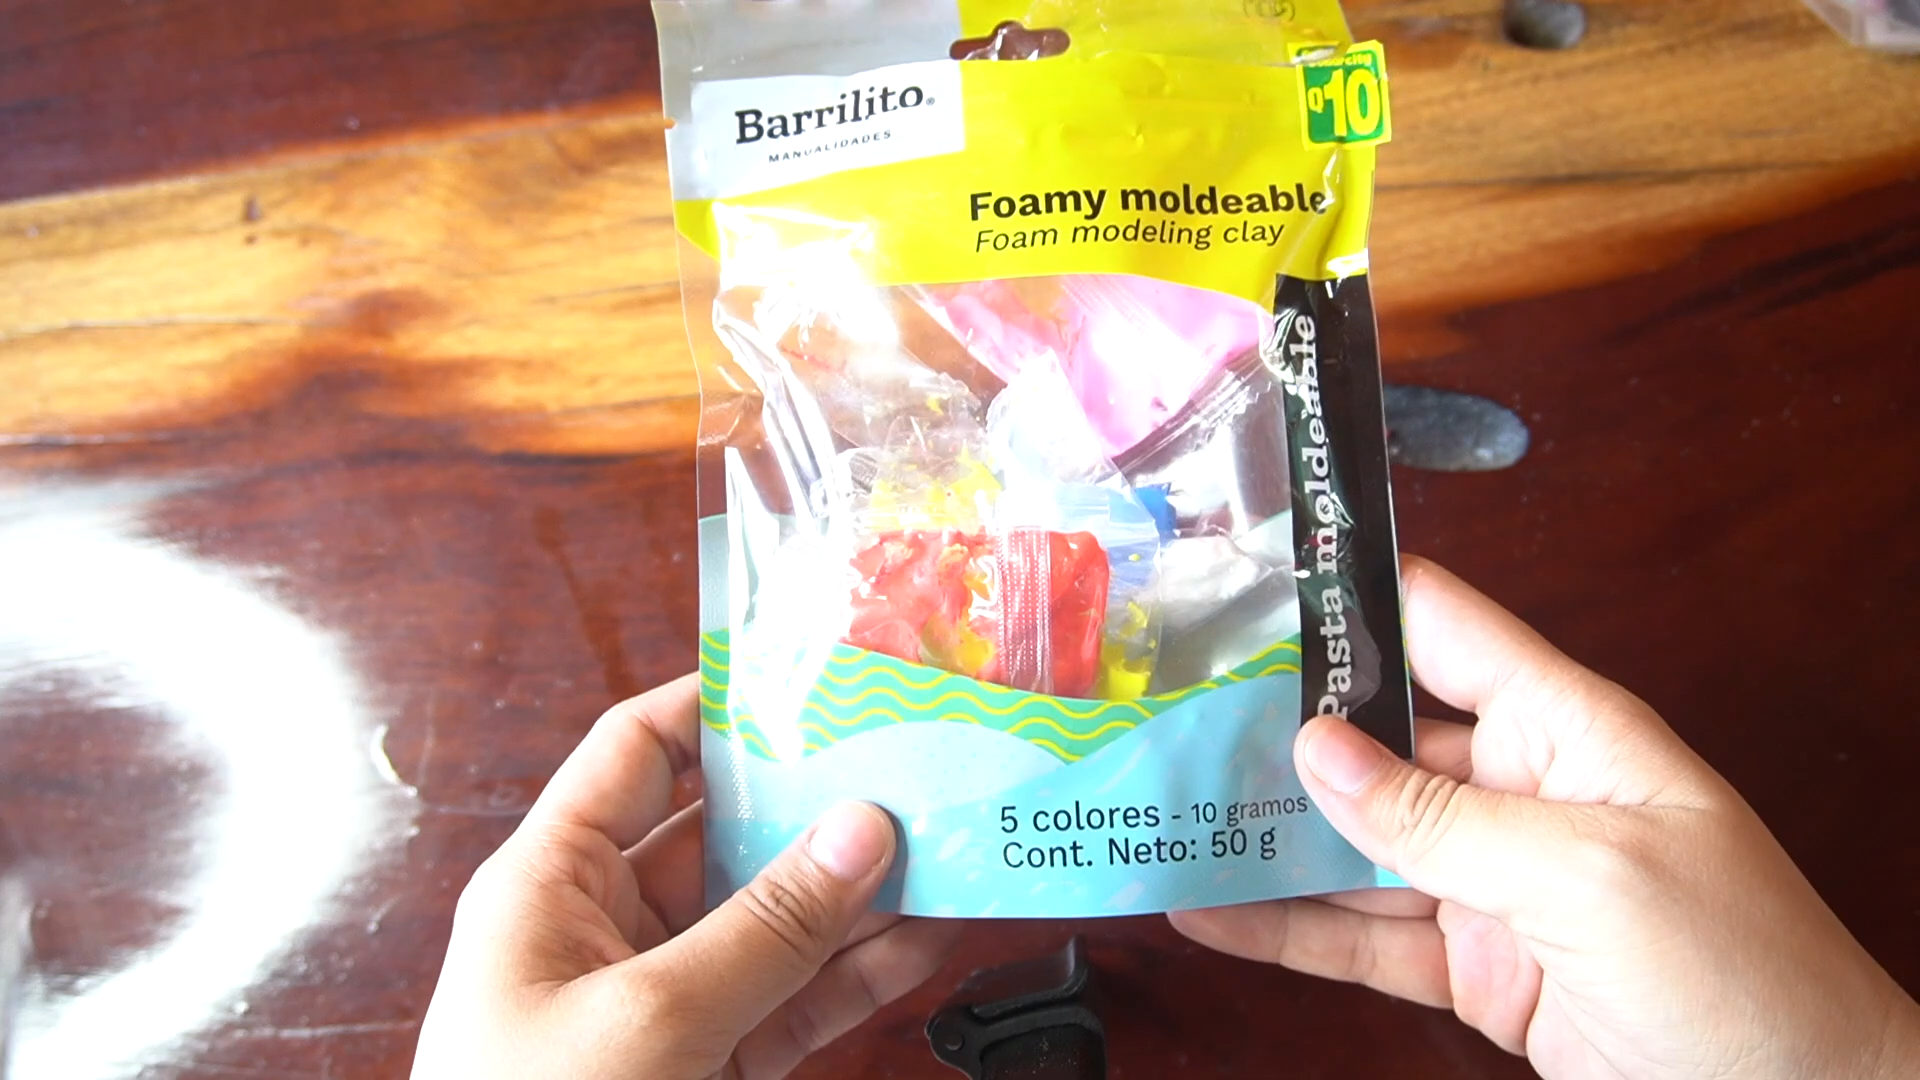 Barrilito®
MANUALIDADES
Q10
Foamy moldeable
Foam modeling clay
Pasta moldeable
5 colores - 10 gramos
Cont. Neto: 50 g